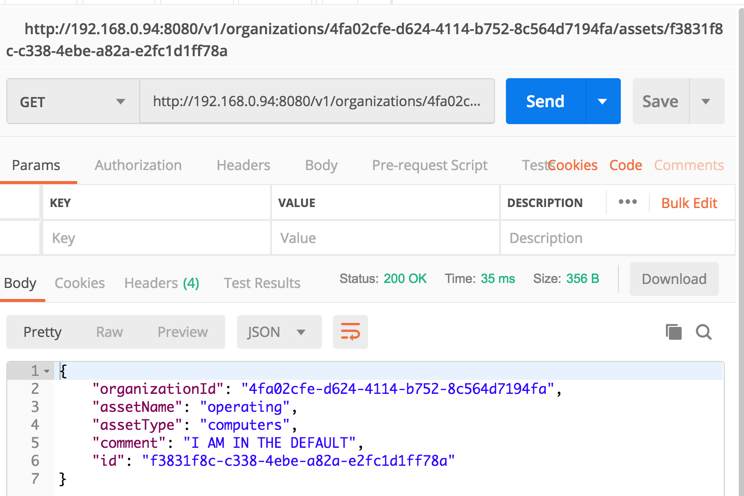 http://192.168.0.94:8080/v1/organizations/4fa02cfe-d624-4114-b752-8c564d7194fa/assets/f3831f8
c-c338-4ebe-a82a-e2fc1d1ff78a
GET http://192.168.0.94:8080/v1/organizations/4fa02c... Send Save
Params Authorization Headers Body Pre-request Script Tests Cookies Code Comments
KEY VALUE DESCRIPTION ••• Bulk Edit
Key Value Description
Body Cookies Headers (4) Test Results Status: 200 OK Time: 35 ms Size: 356 B Download
Pretty Raw Preview JSON
1 {
2 "organizationId": "4fa02cfe-d624-4114-b752-8c564d7194fa",
3 "assetName": "operating",
4 "assetType": "computers",
5 "comment": "I AM IN THE DEFAULT",
6 "id": "f3831f8c-c338-4ebe-a82a-e2fc1d1ff78a"
7 }